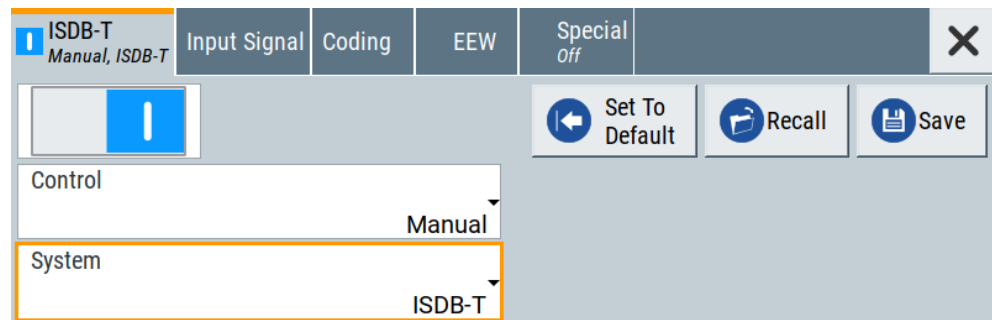 ISDB-T
Manual, ISDB-T
Input Signal
Coding
EEW
Special
Off
Set To
Default
Recall
Save
Control
Manual
System
ISDB-T